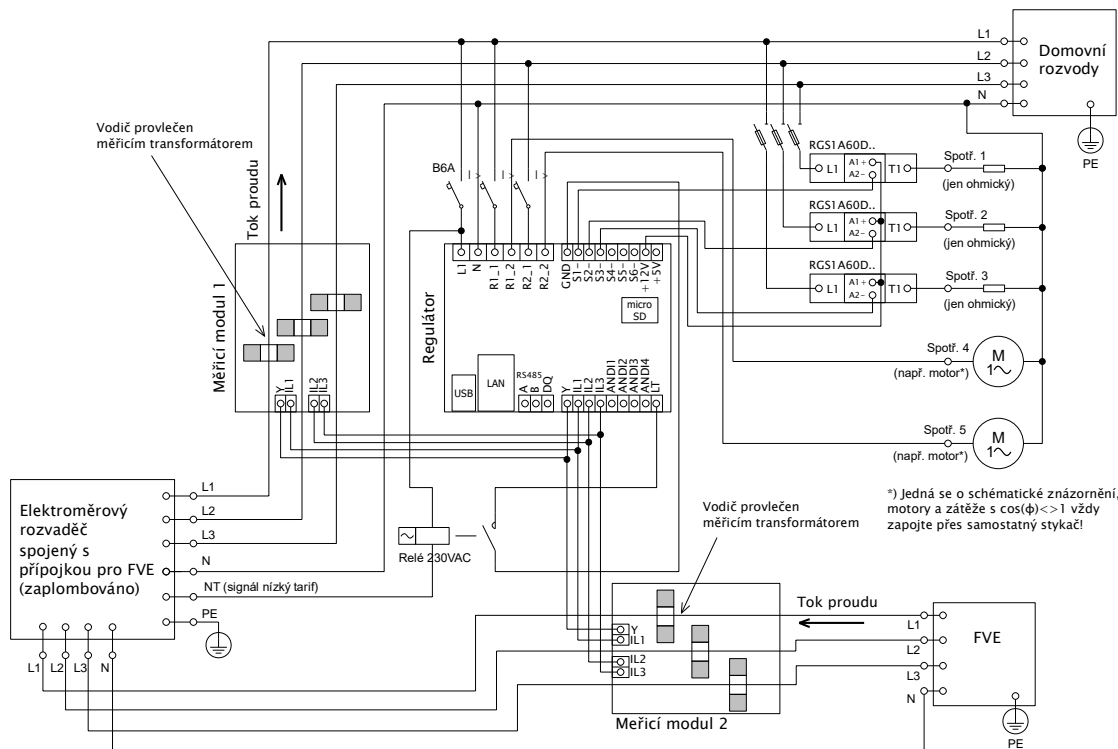 L1
L2
L3
N
Domovní
rozvody
PE
Vodič provlečen
měřicím transformátorem
Tok proudu
B6A
I >
I >
I >
RGS1A60D..
L1
A1+
A2-
T1
Spotř. 1
(jen ohmický)
RGS1A60D..
L1
A1+
A2-
T1
Spotř. 2
(jen ohmický)
RGS1A60D..
L1
A1+
A2-
T1
Spotř. 3
(jen ohmický)
Spotř. 4
(např. motor*)
M
1~
Spotř. 5
(např. motor*)
M
1~
*) Jedná se o schématické znázornění,
motory a zátěže s cos(ϕ)<>1 vždy
zapojte přes samostatný stykač!
Měřicí modul 1
Y
IL1
IL2
IL3
Regulátor
L1
N
R1_1
R1_2
R2_1
R2_2
GND
S1-
S2-
S3-
S4-
S5-
S6-
+12V
+5V
micro
SD
USB
LAN
RS485
A
B
DQ
Y
IL1
IL2
IL3
ANDI1
ANDI2
ANDI3
ANDI4
LT
Elektroměrový
rozvaděč
spojený s
přípojkou pro FVE
(zaplombováno)
L1
L2
L3
N
NT (signál nízký tarif)
PE
L1
L2
L3
N
Relé 230VAC
Vodič provlečen
měřicím transformátorem
Y
IL1
IL2
IL3
Meřicí modul 2
Tok proudu
L1
L2
L3
N
FVE
PE